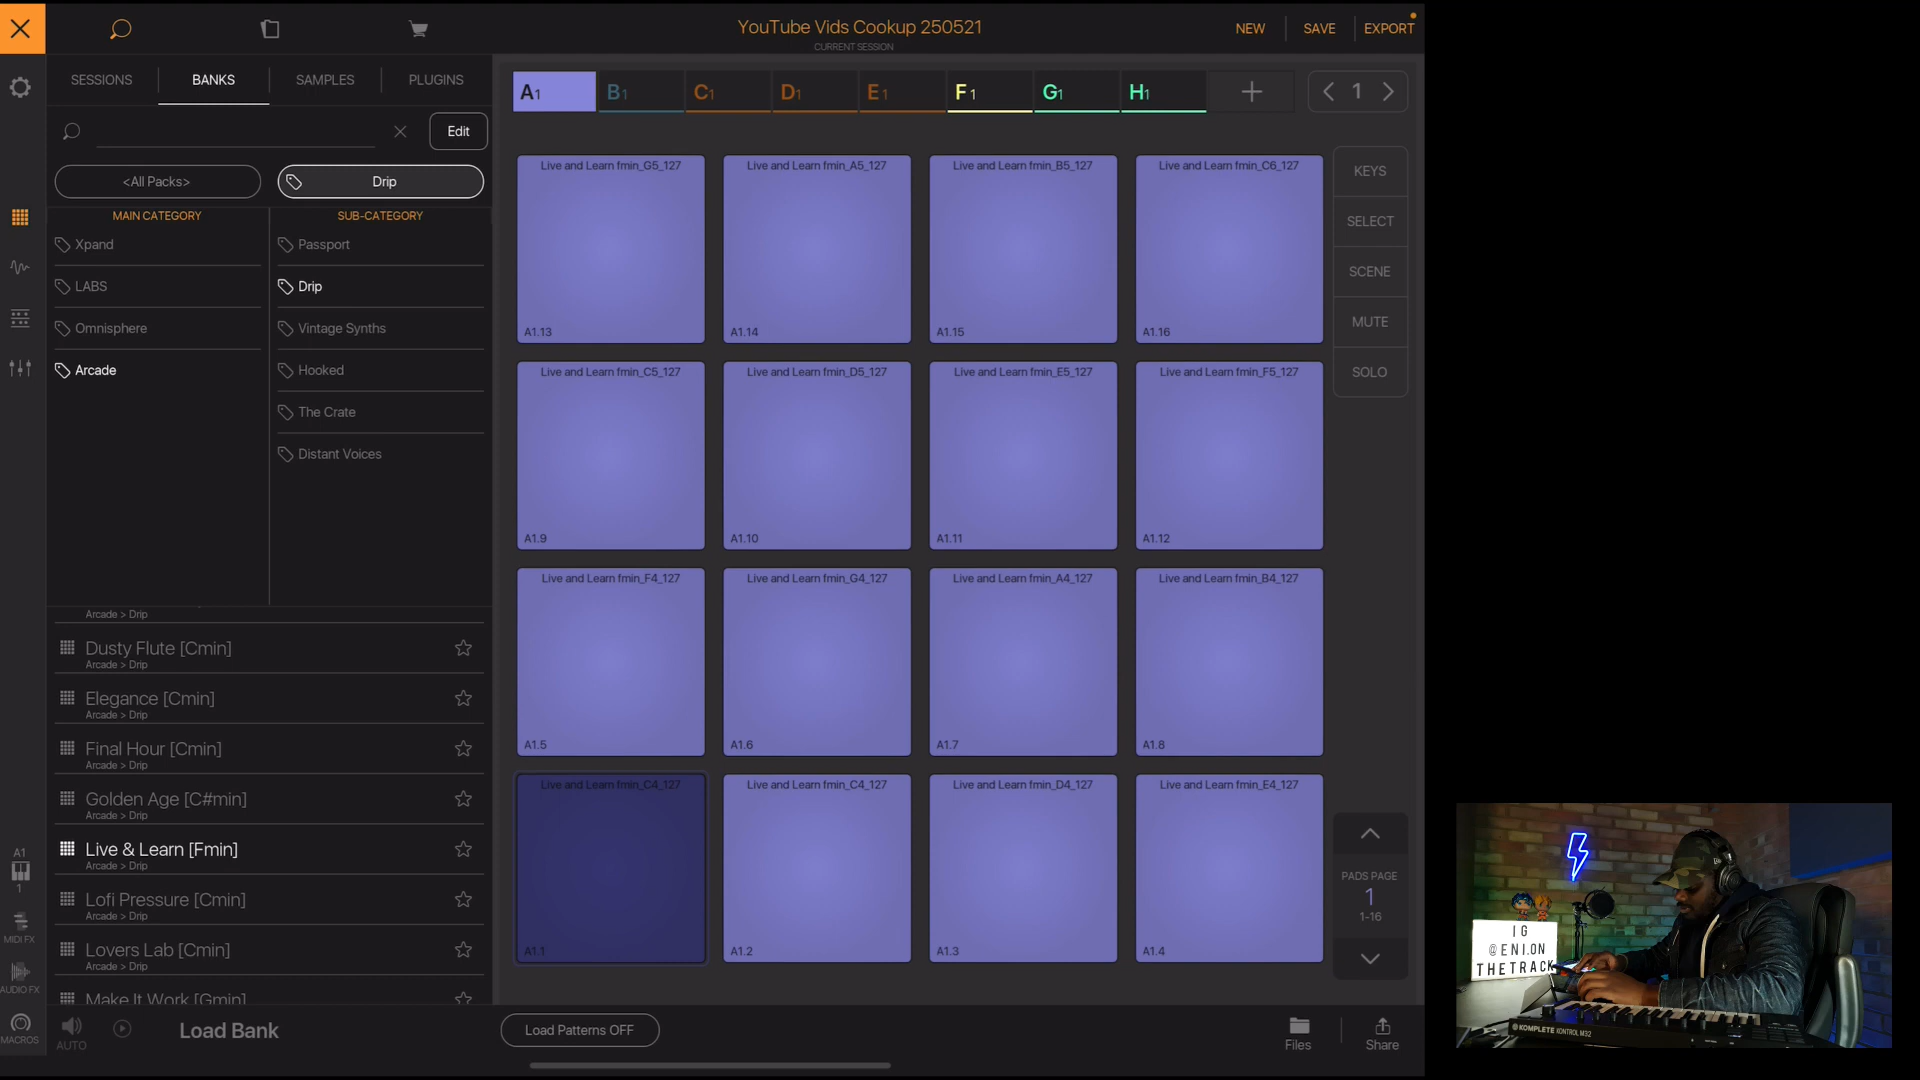 YouTube Vids Cookup 250521
CURRENT SESSION
NEW
SAVE
EXPORT
SESSIONS
BANKS
SAMPLES
PLUGINS
A1
B1
C1
D1
E1
F1
G1
H1
1
Edit
<All Packs>
Drip
MAIN CATEGORY
SUB-CATEGORY
Xpand
LABS
Omnisphere
Arcade
Passport
Drip
Vintage Synths
Hooked
The Crate
Distant Voices
Arcade > Drip
Dusty Flute [Cmin]
Arcade > Drip
Elegance [Cmin]
Arcade > Drip
Final Hour [Cmin]
Arcade > Drip
Golden Age [C#min]
Arcade > Drip
Live & Learn [Fmin]
Arcade > Drip
Lofi Pressure [Cmin]
Arcade > Drip
Lovers Lab [Cmin]
Arcade > Drip
Make It Work [Gmin]
Live and Learn fmin_G5_127
A1.13
Live and Learn fmin_A5_127
A1.14
Live and Learn fmin_B5_127
A1.15
Live and Learn fmin_C6_127
A1.16
Live and Learn fmin_C5_127
A1.9
Live and Learn fmin_D5_127
A1.10
Live and Learn fmin_E5_127
A1.11
Live and Learn fmin_F5_127
A1.12
Live and Learn fmin_F4_127
A1.5
Live and Learn fmin_G4_127
A1.6
Live and Learn fmin_A4_127
A1.7
Live and Learn fmin_B4_127
A1.8
Live and Learn fmin_C4_127
A1.1
Live and Learn fmin_C4_127
A1.2
Live and Learn fmin_D4_127
A1.3
Live and Learn fmin_E4_127
A1.4
KEYS
SELECT
SCENE
MUTE
SOLO
PADS PAGE
1
1-16
A1
1
MIDI FX
AUDIO FX
MACROS
AUTO
Load Bank
Load Patterns OFF
Files
Share
IG
@ENI.ON
THETRACK
KOMPLETE KONTROL M32